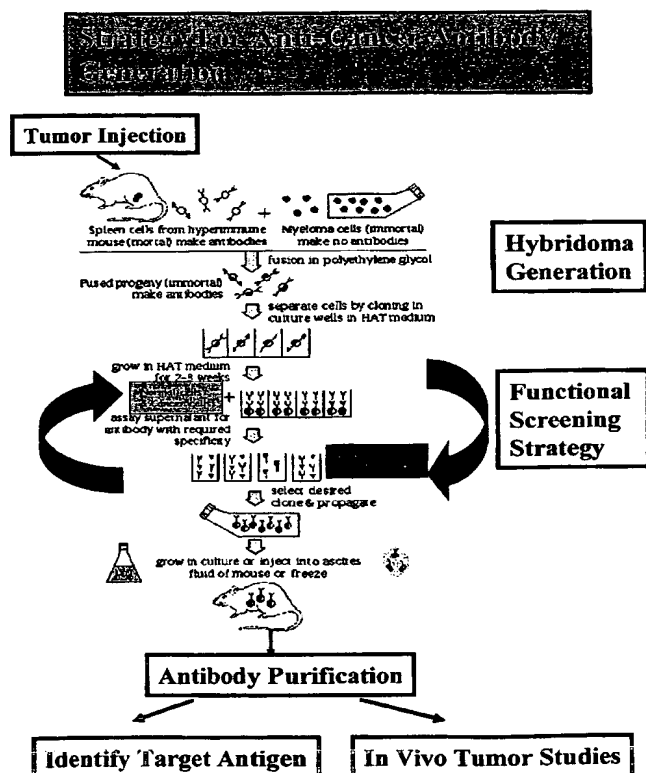 Strategy For Anti-Cancer Antibody
Generation
Tumor Injection
Spleen cells from hyperimmune
mouse (mortal) make antibodies
+
Myeloma cells (immortal)
make no antibodies
Hybridoma
Generation
fusion in polyethylene glycol
Fused progeny (immortal)
make antibodies
separate cells by cloning in
culture wells in HAT medium
grow in HAT medium
for 2-8 weeks
+
assay supernatant for
antibody with required
specificity
Functional
Screening
Strategy
select desired
clone & propagate
grow in culture or inject into ascites
fluid of mouse or freeze
Antibody Purification
Identify Target Antigen
In Vivo Tumor Studies